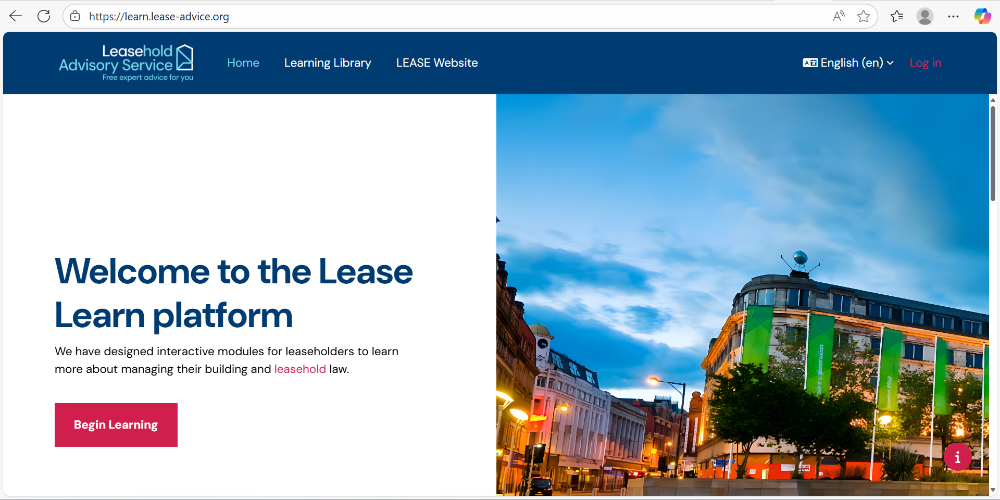 https://learn.lease-advice.org
Leasehold
Advisory Service
Free expert advice for you
Home
Learning Library
LEASE Website
English (en)
Log in
Welcome to the Lease
Learn platform
We have designed interactive modules for leaseholders to learn
more about managing their building and leasehold law.
Begin Learning
i